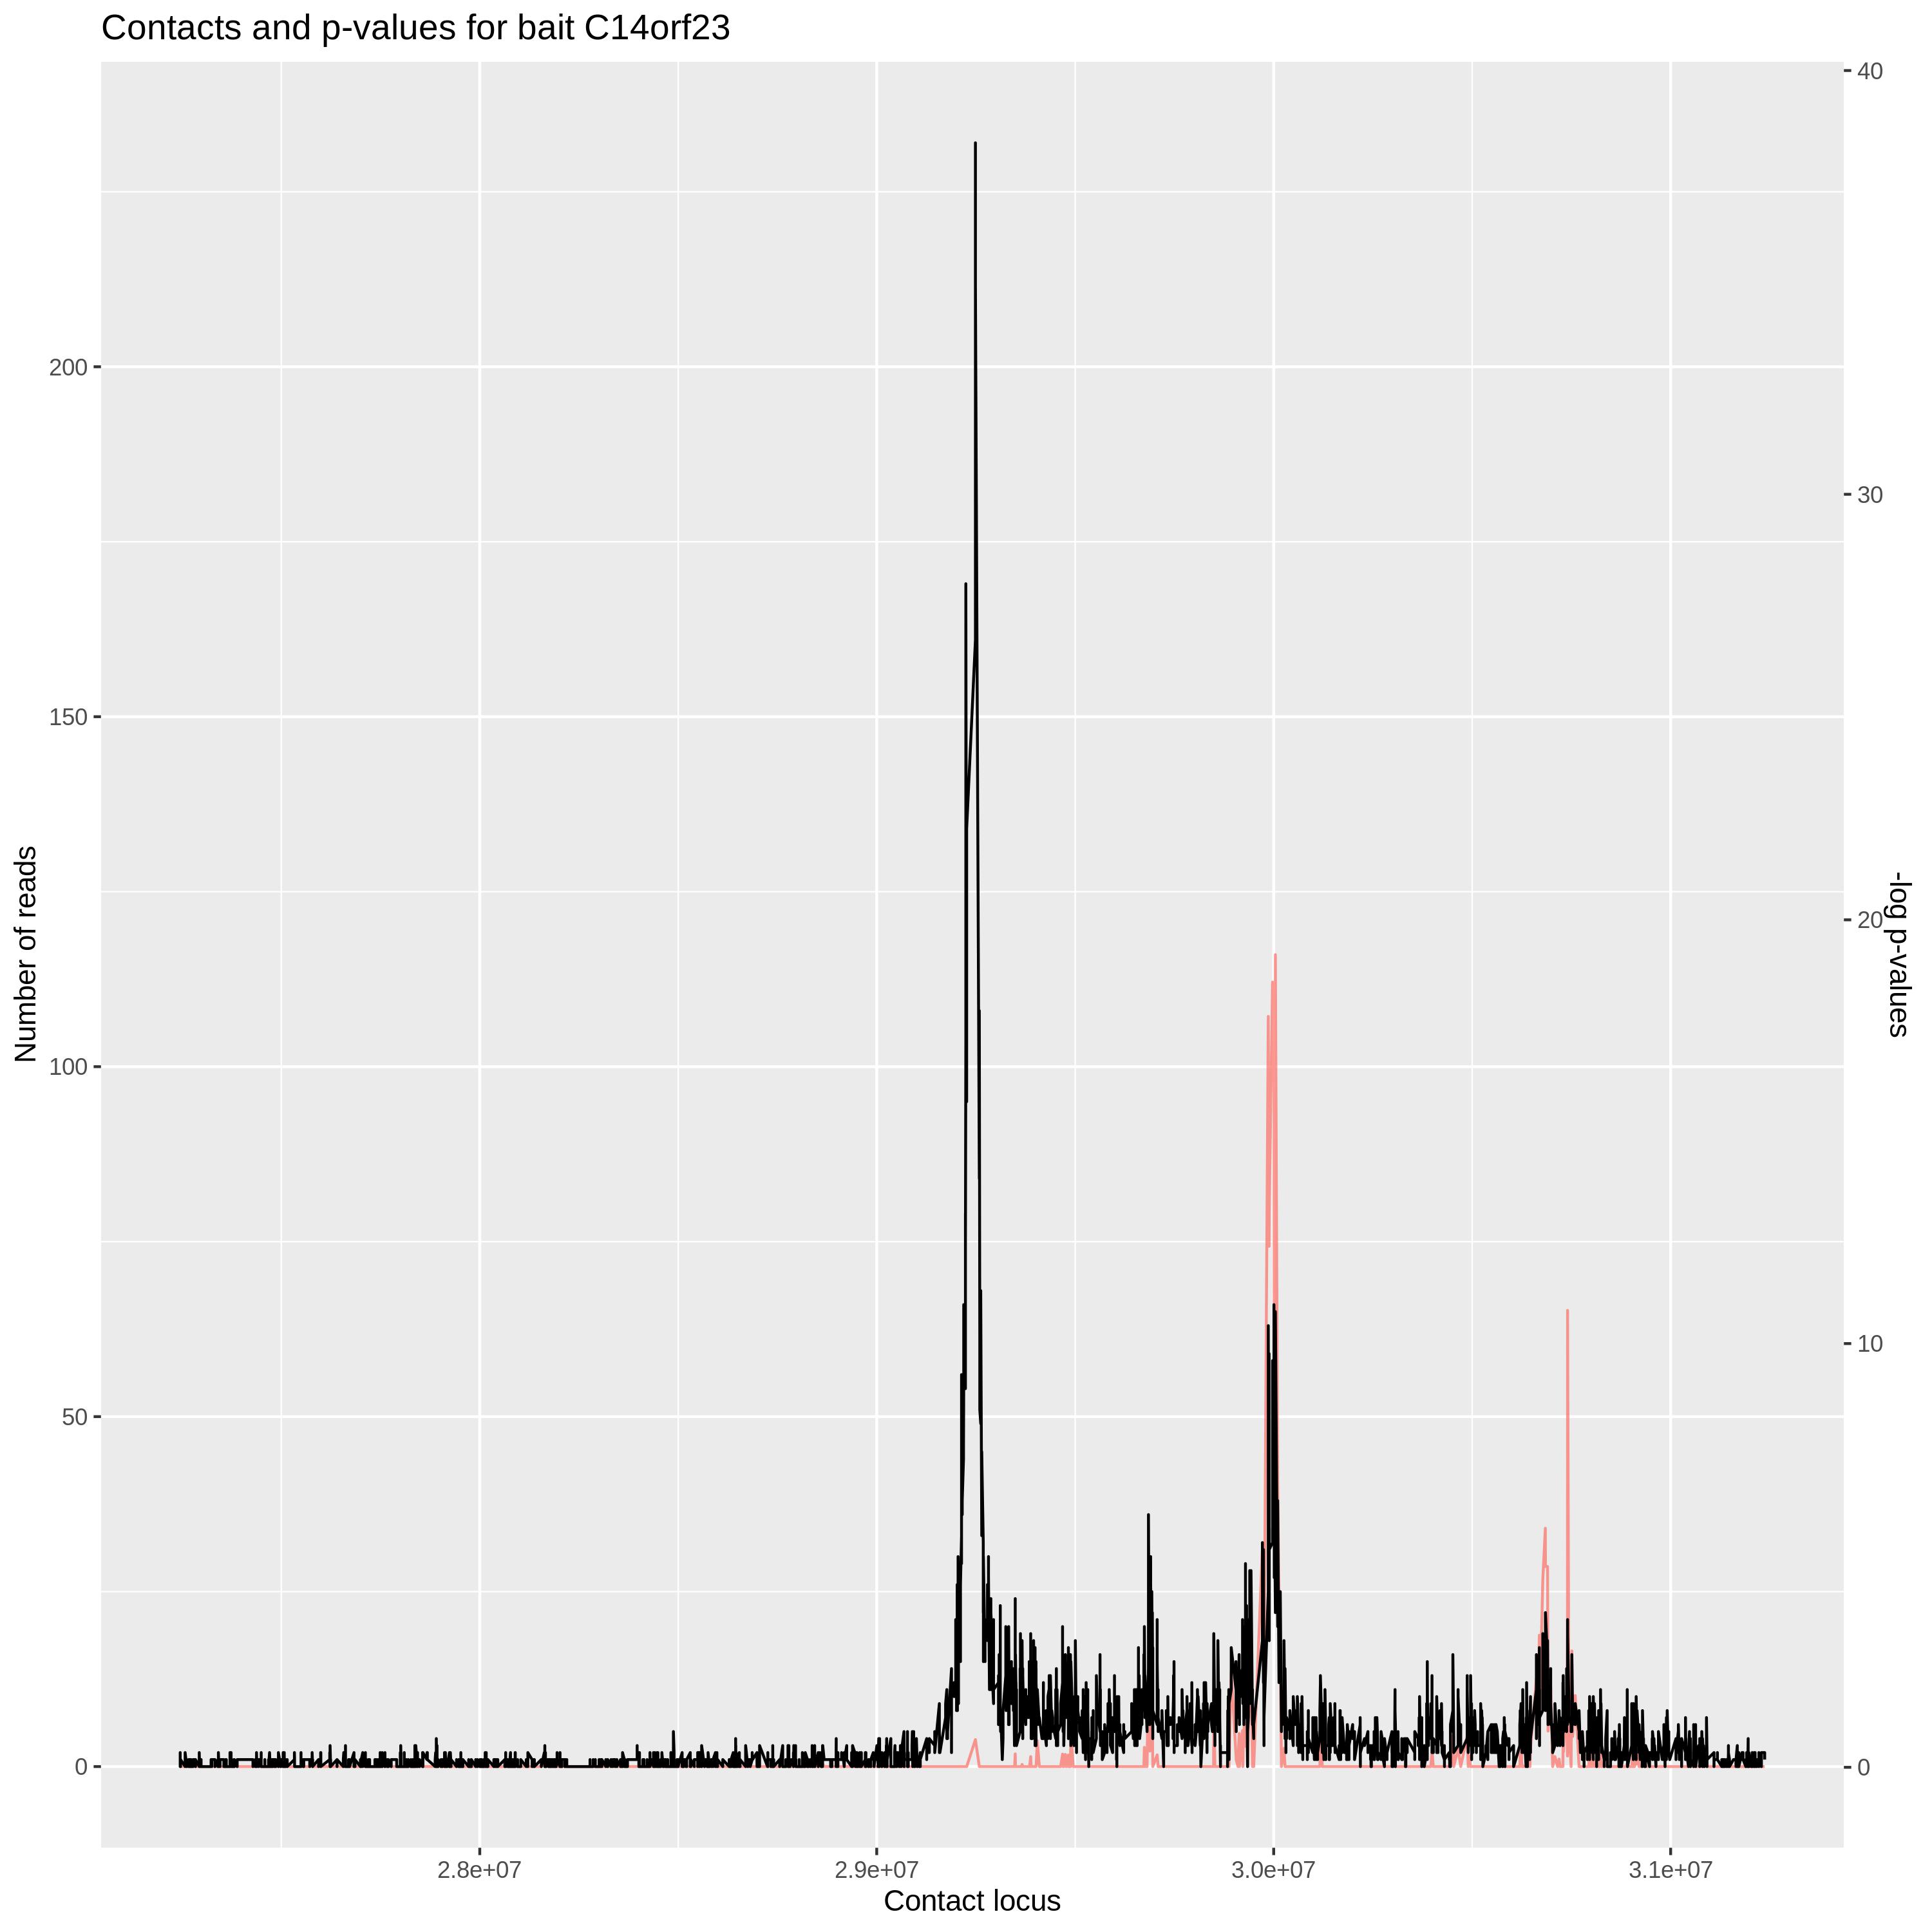 Contacts and p-values for bait C14orf23
Number of reads
200
150
100
50
0
40
30
20
10
0
-log p-values
2.8e+07 2.9e+07 3.0e+07 3.1e+07
Contact locus